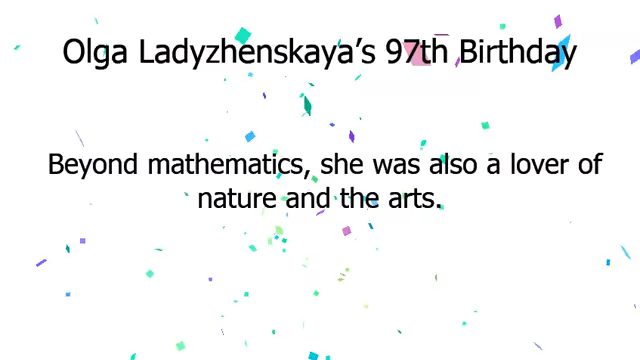 Olga Ladyzhenskaya’s 97th Birthday
Beyond mathematics, she was also a lover of
nature and the arts.